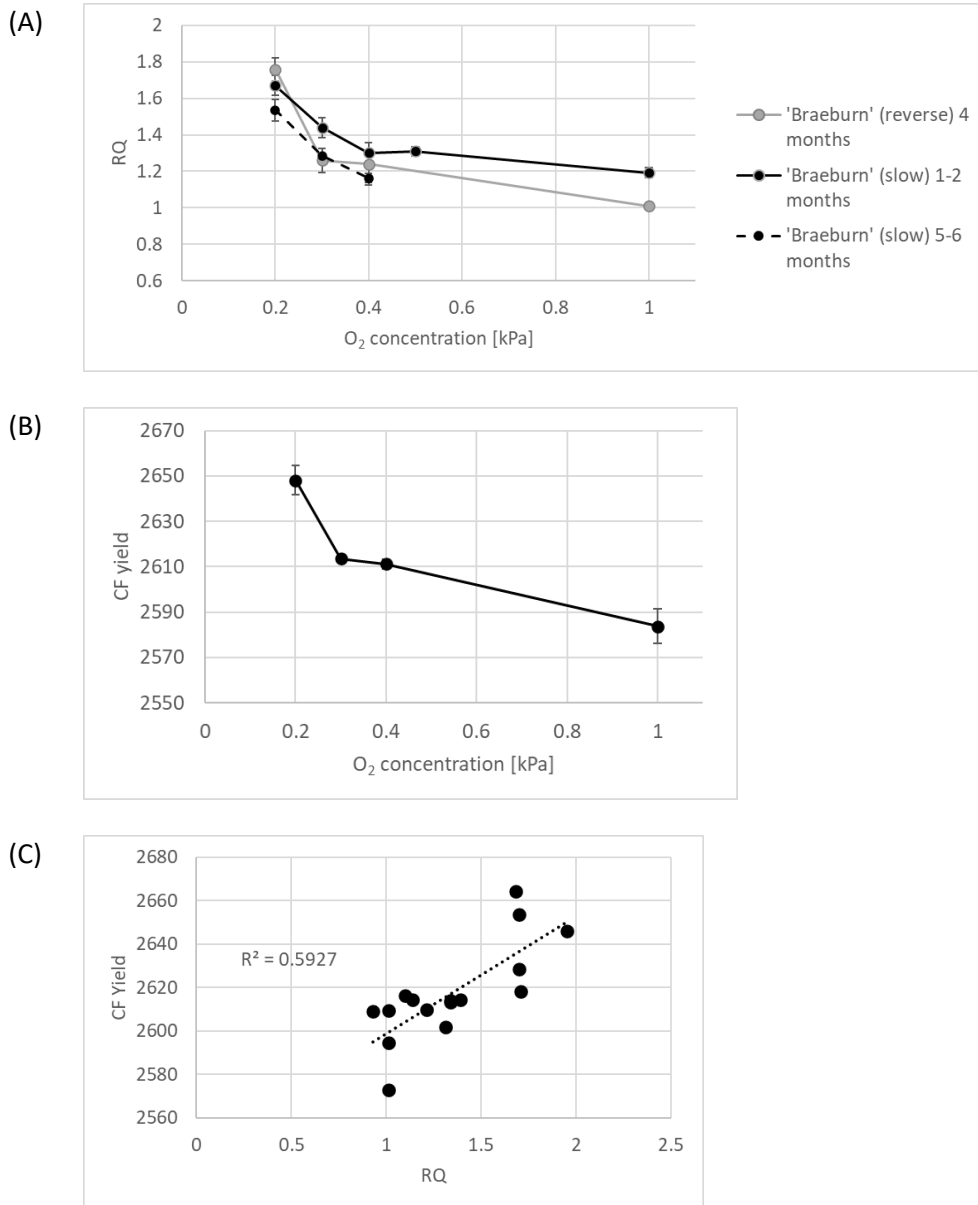 (A)
2
1.8
1.6
1.4
1.2
1
0.8
0.6
RQ
0 0.2 0.4 0.6 0.8 1
O₂ concentration [kPa]
'Braeburn' (reverse) 4
months
'Braeburn' (slow) 1-2
months
'Braeburn' (slow) 5-6
months
(B)
2670
2650
2630
2610
2590
2570
2550
CF yield
0 0.2 0.4 0.6 0.8 1
O₂ concentration [kPa]
(C)
2680
2660
2640
2620
2600
2580
2560
CF Yield
R² = 0.5927
0 0.5 1 1.5 2 2.5
RQ